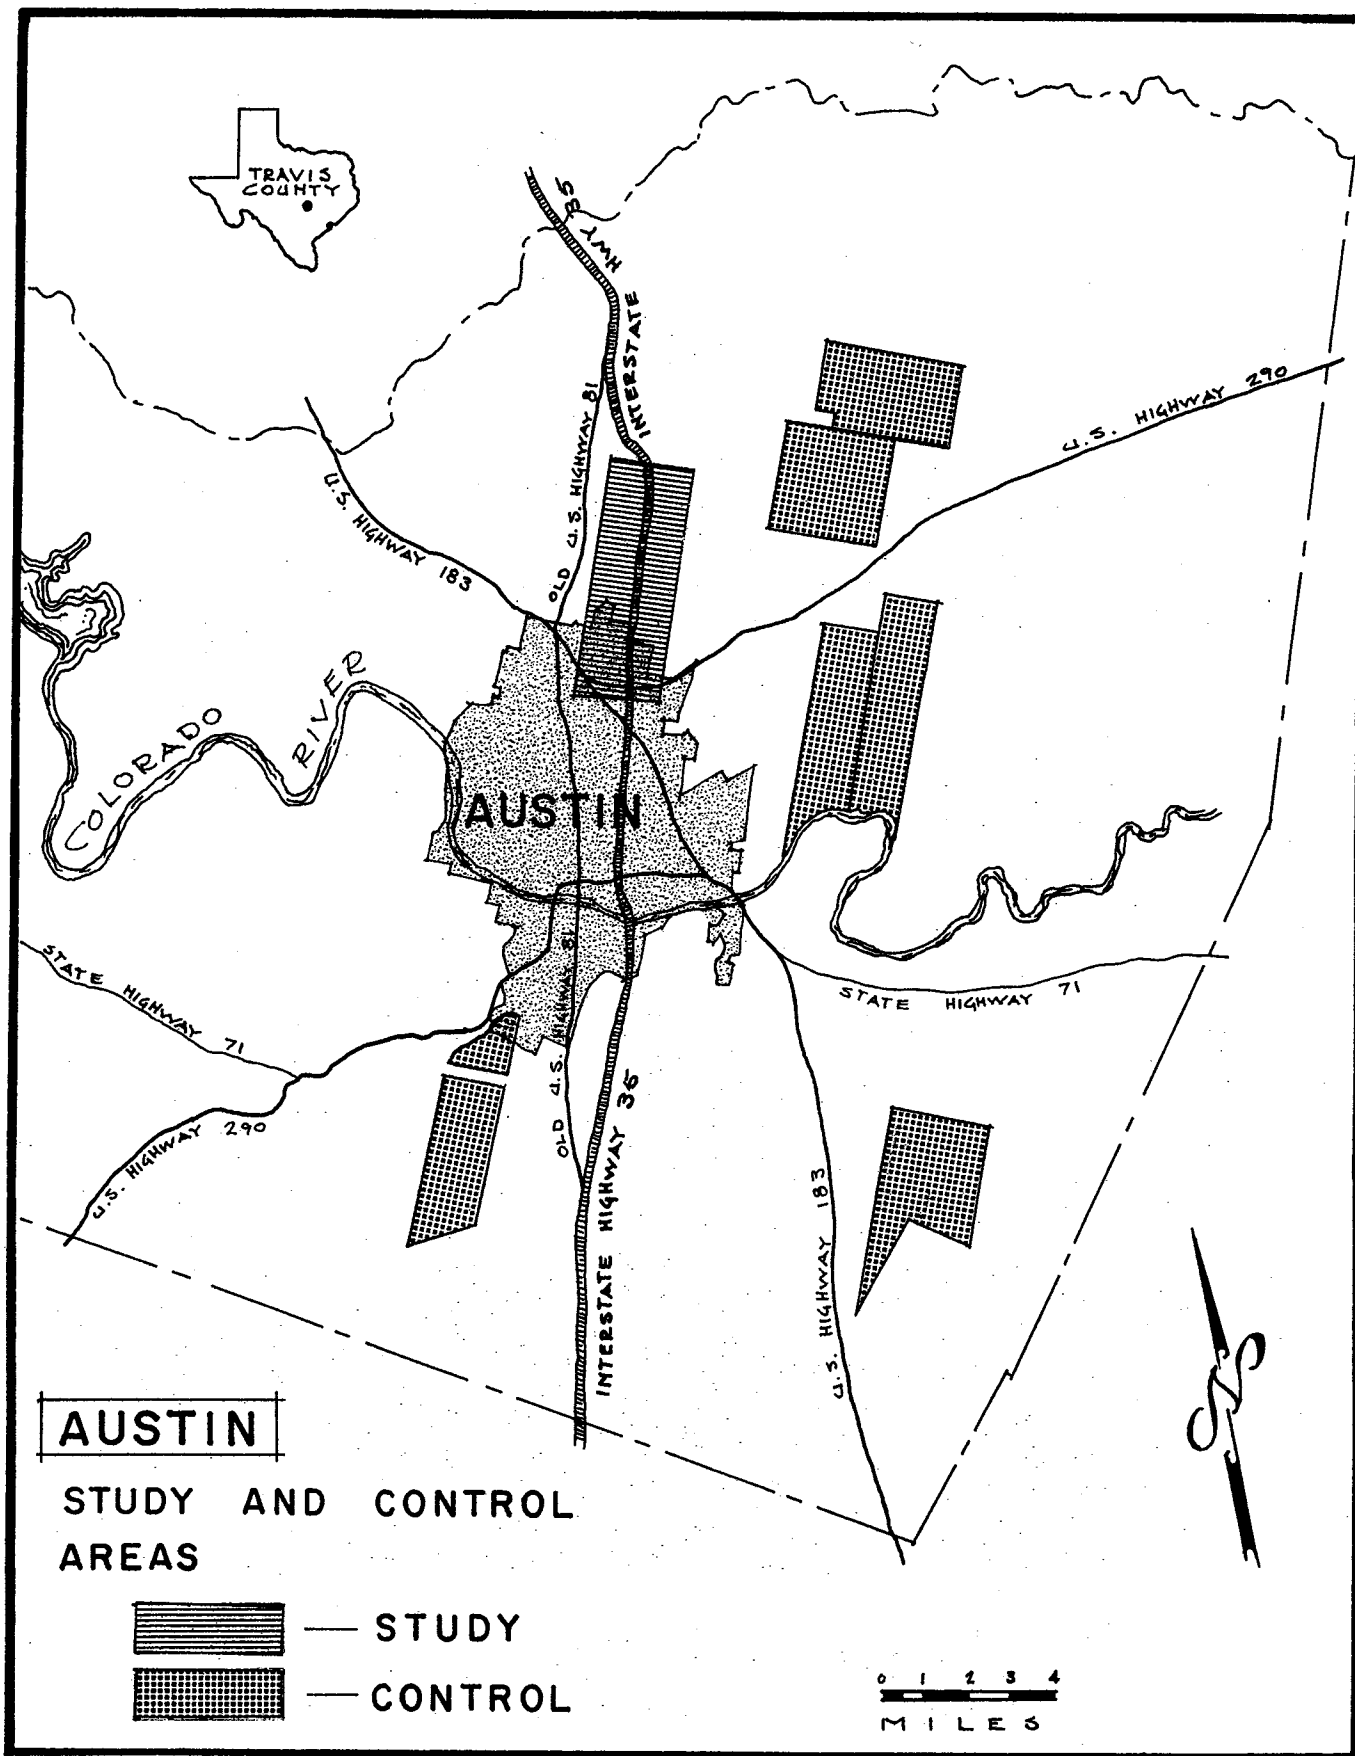 TRAVIS
COUNTY
INTERSTATE HWY 35
OLD U.S. HIGHWAY 81
U.S. HIGHWAY 290
U.S. HIGHWAY 183
COLORADO RIVER
AUSTIN
STATE HIGHWAY 71
STATE HIGHWAY 71
U.S. HIGHWAY 290
OLD U.S. HIGHWAY 81
INTERSTATE HIGHWAY 35
U.S. HIGHWAY 183
AUSTIN
STUDY AND CONTROL
AREAS
— STUDY
— CONTROL
0 1 2 3 4
MILES